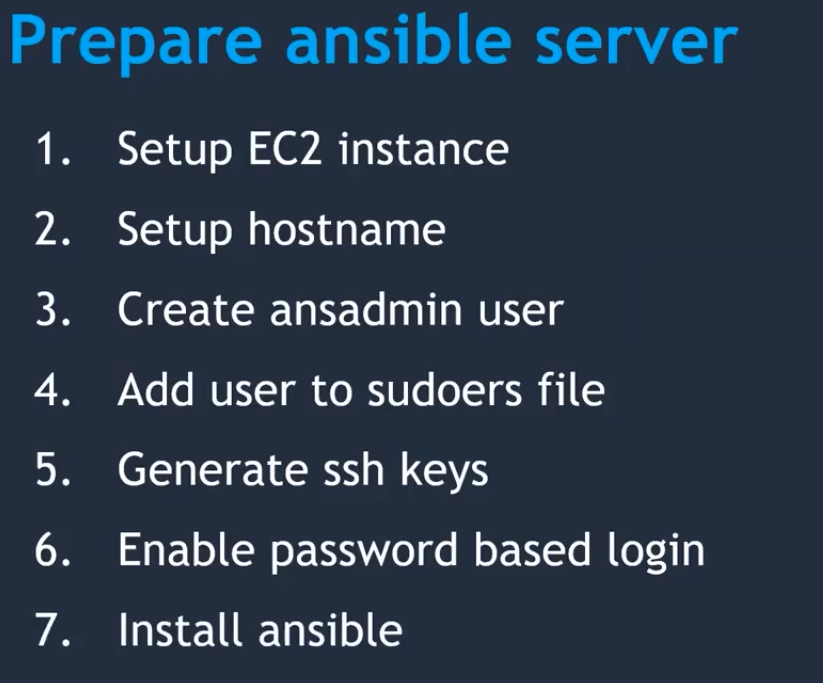 Prepare ansible server
1. Setup EC2 instance
2. Setup hostname
3. Create ansadmin user
4. Add user to sudoers file
5. Generate ssh keys
6. Enable password based login
7. Install ansible